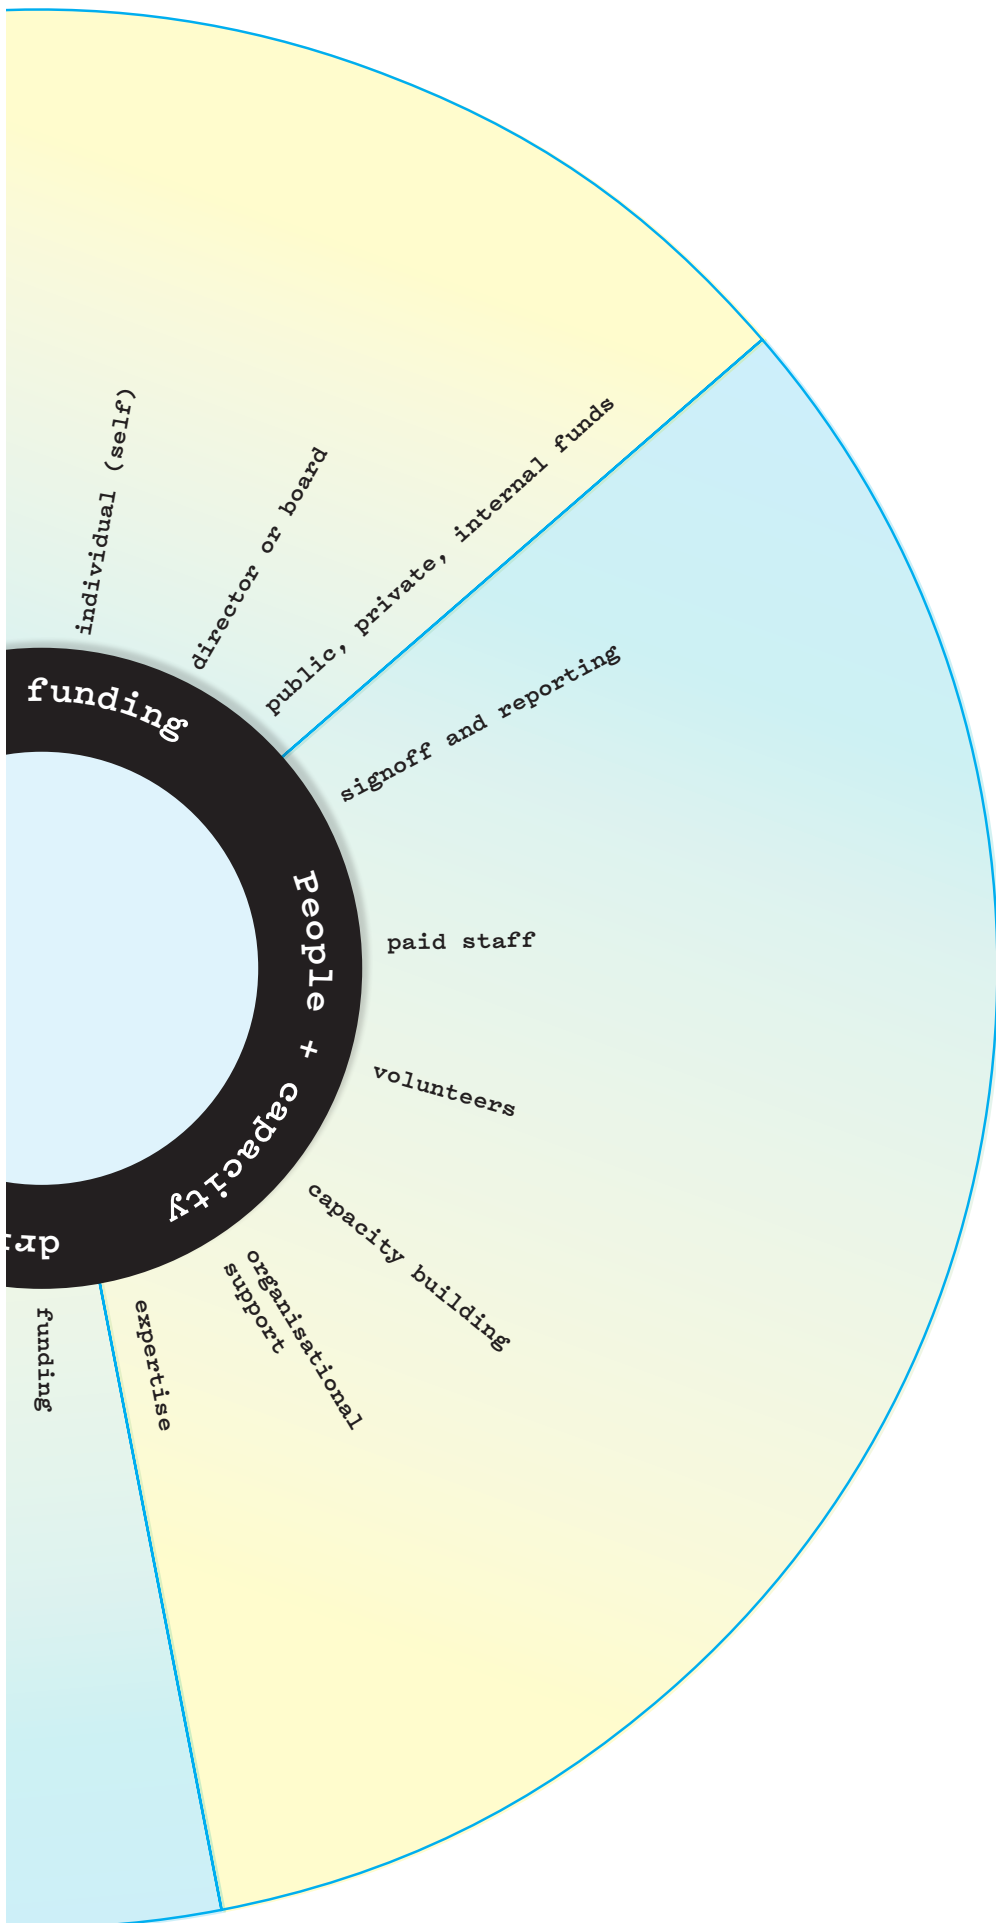 individual (self)
director or board
public, private, internal funds
funding
signoff and reporting
paid staff
volunteers
capacity building
organisational
support
expertise
People + capacity
funding